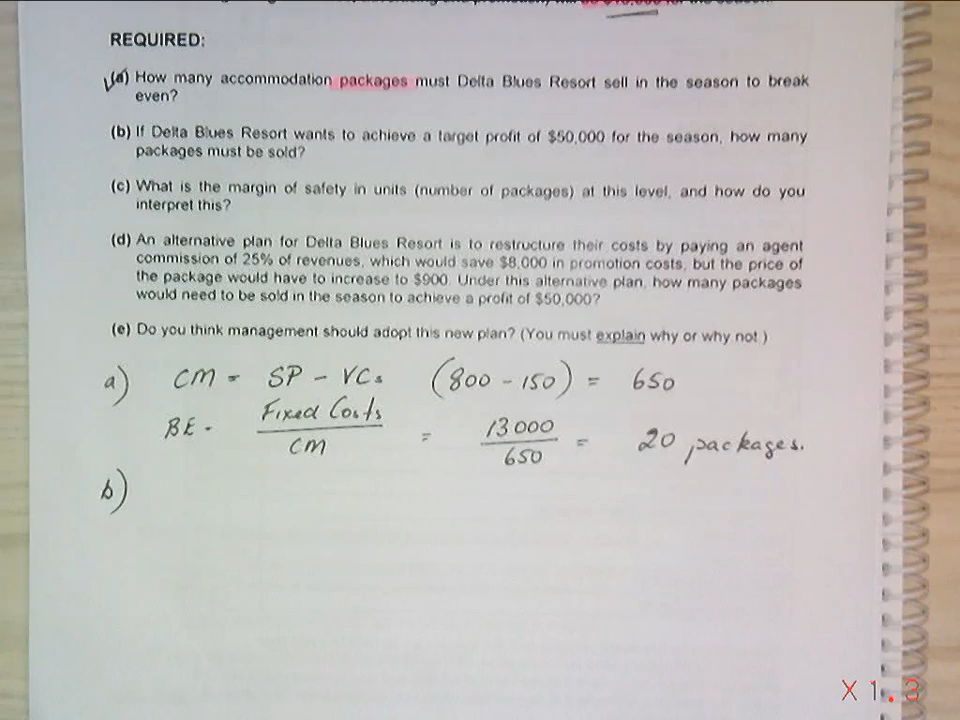 REQUIRED:
(a) How many accommodation packages must Delta Blues Resort sell in the season to break
even?
(b) If Delta Blues Resort wants to achieve a target profit of $50,000 for the season, how many
packages must be sold?
(c) What is the margin of safety in units (number of packages) at this level, and how do you
interpret this?
(d) An alternative plan for Delta Blues Resort is to restructure their costs by paying an agent
commission of 25% of revenues, which would save $8,000 in promotion costs, but the price of
the package would have to increase to $900. Under this alternative plan, how many packages
would need to be sold in the season to achieve a profit of $50,000?
(e) Do you think management should adopt this new plan? (You must explain why or why not.)
a) CM = SP - VCs (800 - 150) = 650
BE = Fixed Costs / CM = 13000 / 650 = 20 packages.
b)
X 1.3